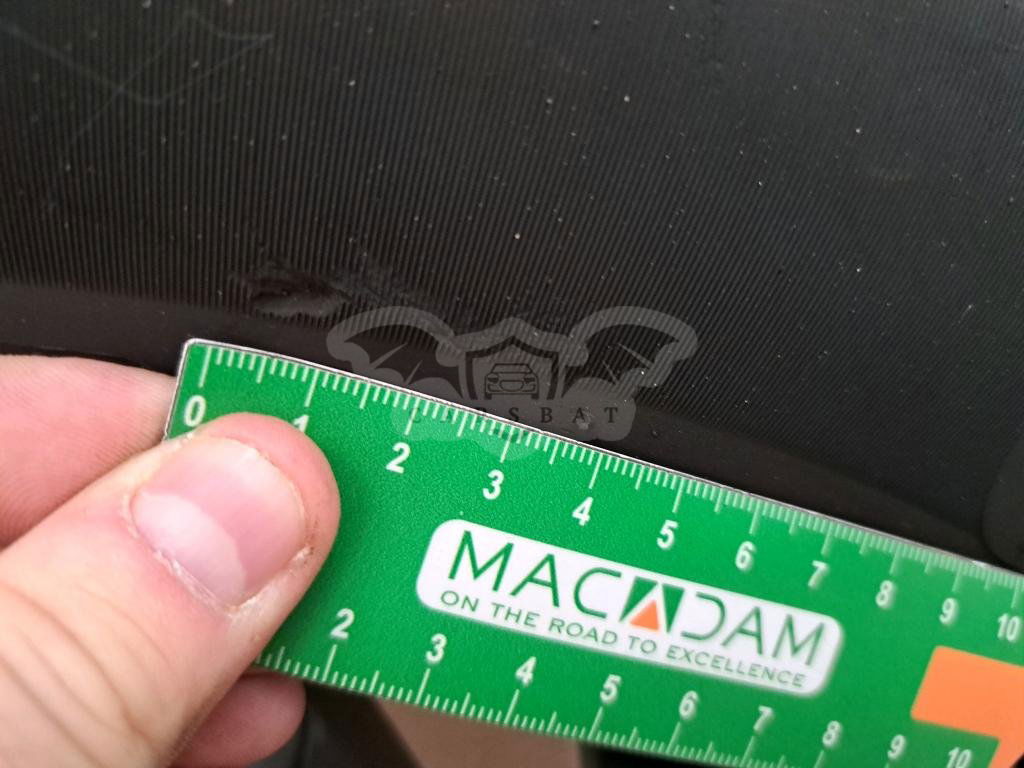 CARSBAT
0 1 2 3 4 5 6 7 8 9 10
MACADAM
ON THE ROAD TO EXCELLENCE
2 3 4 5 6 7 8 9 10